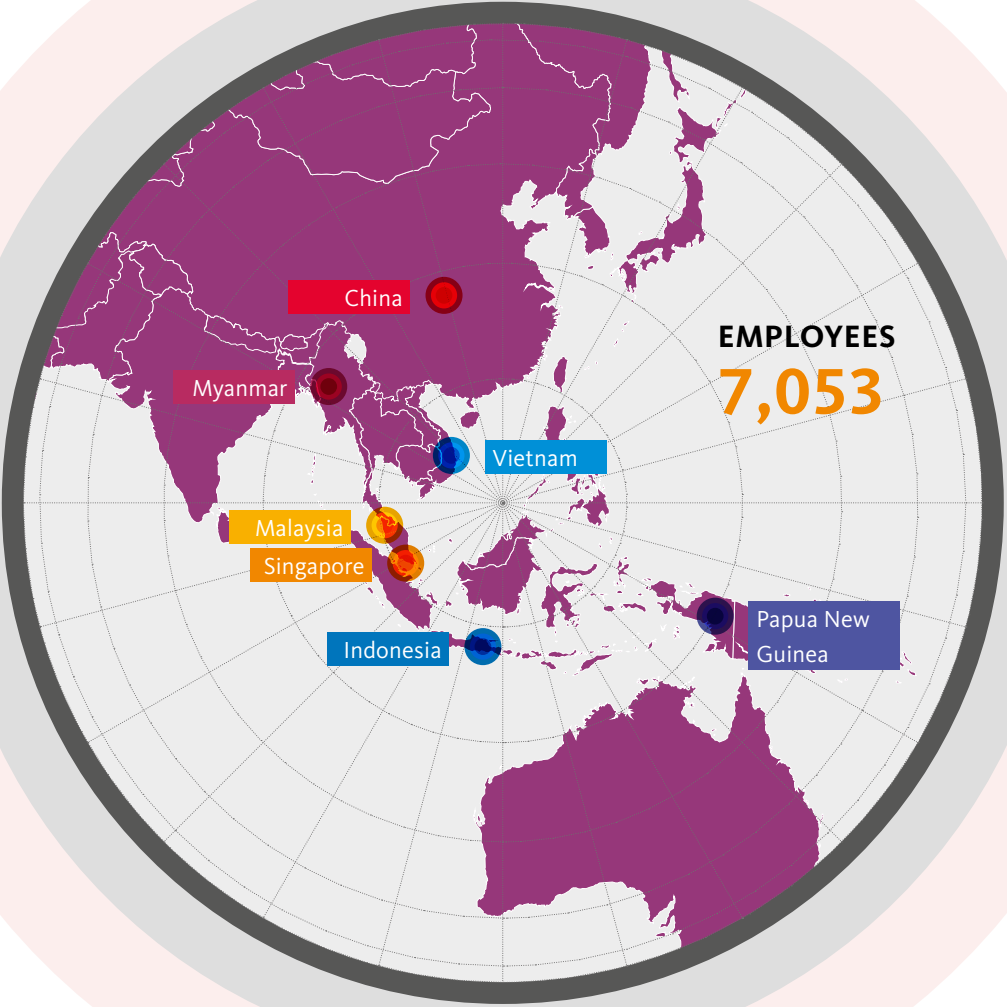 China
EMPLOYEES
7,053
Myanmar
Vietnam
Malaysia
Singapore
Papua New
Guinea
Indonesia